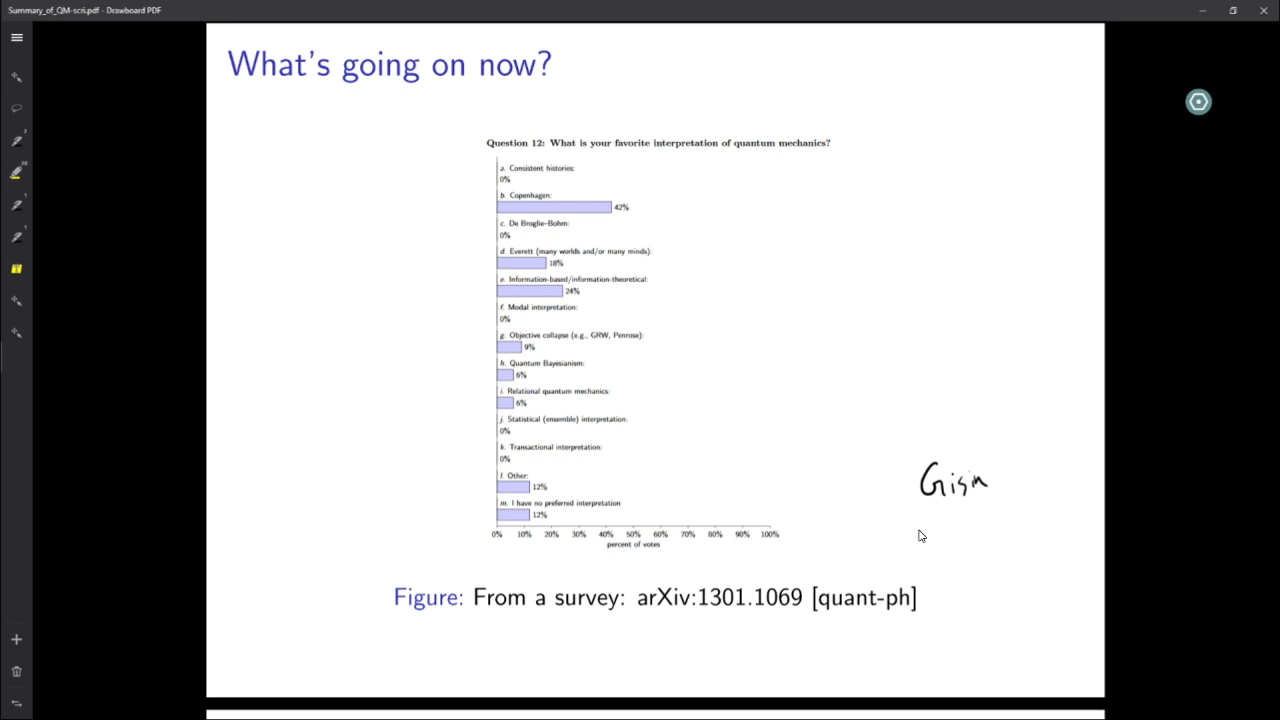 Summary_of_QM-scri.pdf - Drawboard PDF
What's going on now?
Question 12: What is your favorite interpretation of quantum mechanics?
a. Consistent histories:
0%
b. Copenhagen:
42%
c. De Broglie–Bohm:
0%
d. Everett (many worlds and/or many minds):
18%
e. Information-based/information-theoretical:
24%
f. Modal interpretation:
0%
g. Objective collapse (e.g., GRW, Penrose):
9%
h. Quantum Bayesianism:
6%
i. Relational quantum mechanics:
6%
j. Statistical (ensemble) interpretation:
0%
k. Transactional interpretation:
0%
l. Other:
12%
m. I have no preferred interpretation
12%
0% 10% 20% 30% 40% 50% 60% 70% 80% 90% 100%
percent of votes
Gisin
Figure: From a survey: arXiv:1301.1069 [quant-ph]